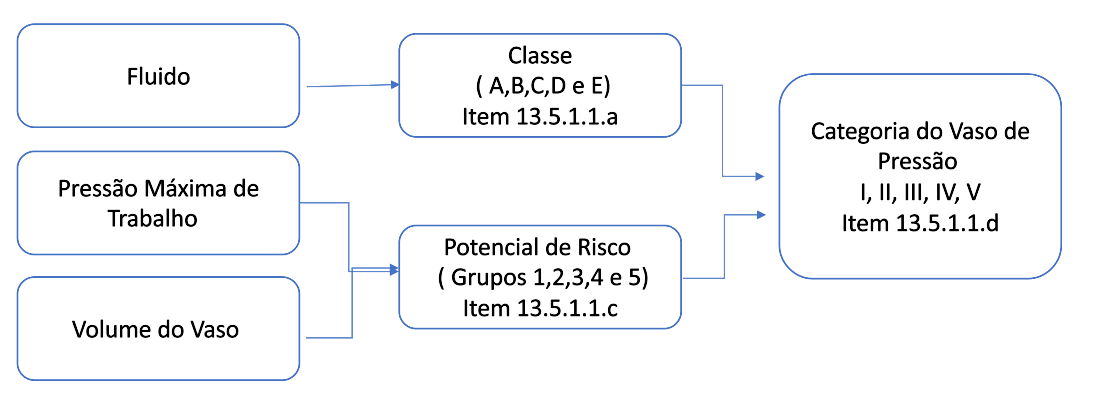 Fluido
Classe
( A,B,C,D e E)
Item 13.5.1.1.a
Pressão Máxima de
Trabalho
Potencial de Risco
( Grupos 1,2,3,4 e 5)
Item 13.5.1.1.c
Volume do Vaso
Categoria do Vaso de
Pressão
I, II, III, IV, V
Item 13.5.1.1.d